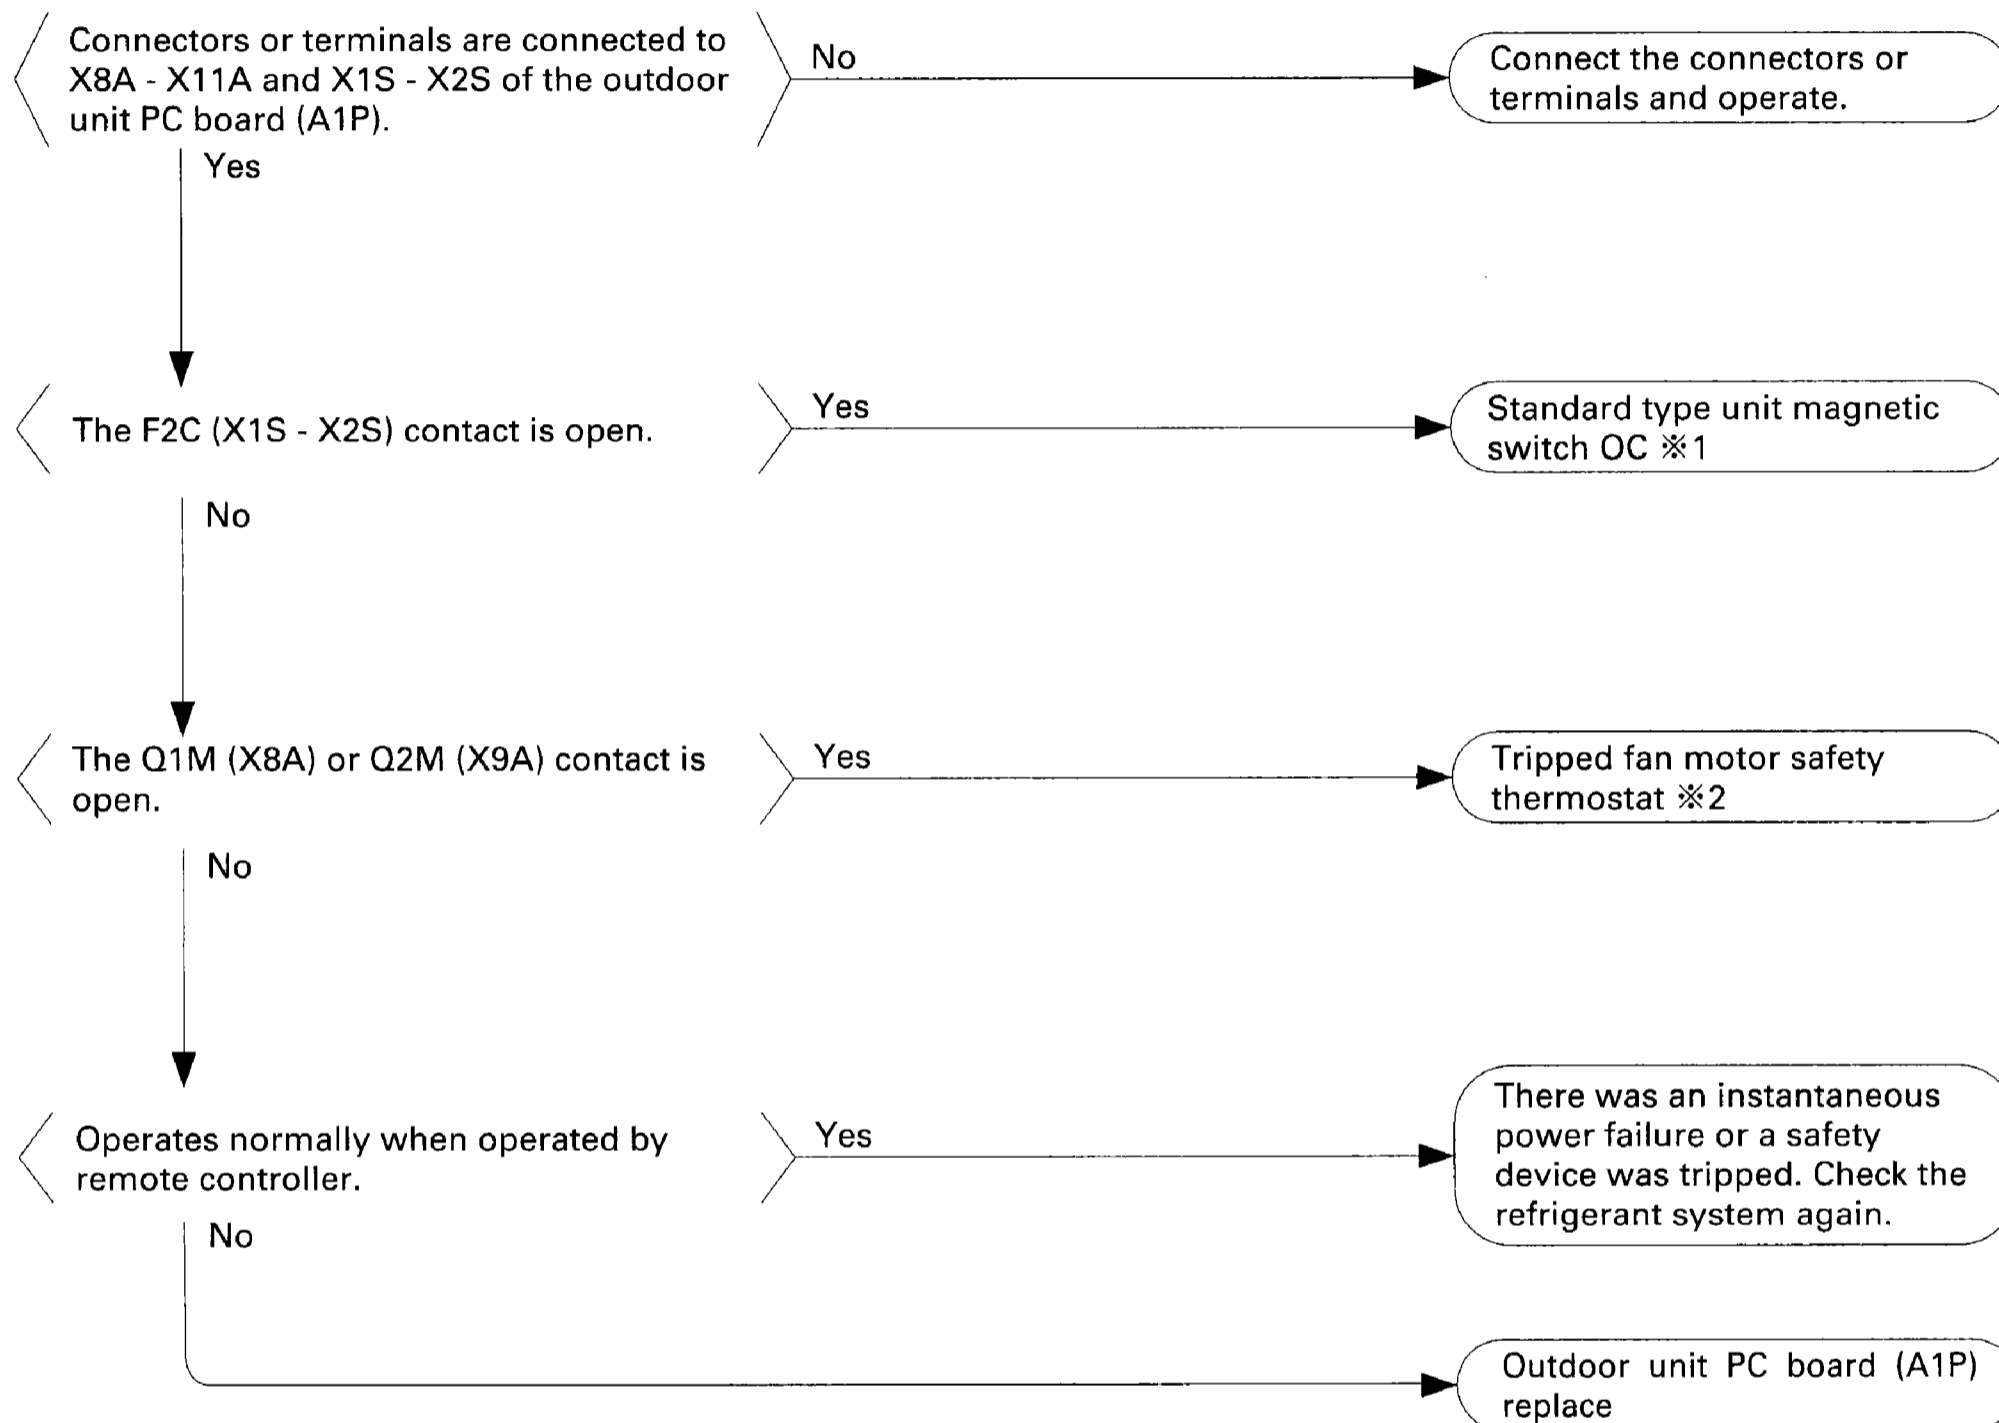 Connectors or terminals are connected to
X8A - X11A and X1S - X2S of the outdoor
unit PC board (A1P).
No
Connect the connectors or
terminals and operate.
Yes
The F2C (X1S - X2S) contact is open.
Yes
Standard type unit magnetic
switch OC ※1
No
The Q1M (X8A) or Q2M (X9A) contact is
open.
Yes
Tripped fan motor safety
thermostat ※2
No
Operates normally when operated by
remote controller.
Yes
There was an instantaneous
power failure or a safety
device was tripped. Check the
refrigerant system again.
No
Outdoor unit PC board (A1P)
replace